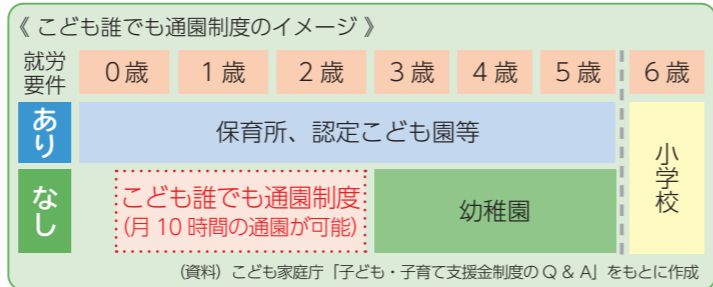 《 こども誰でも通園制度のイメージ 》
就労要件
0歳 1歳 2歳 3歳 4歳 5歳 6歳
あり
保育所、認定こども園等
なし
こども誰でも通園制度
(月10時間の通園が可能)
幼稚園
小学校
(資料) こども家庭庁「子ども・子育て支援金制度のQ&A」をもとに作成